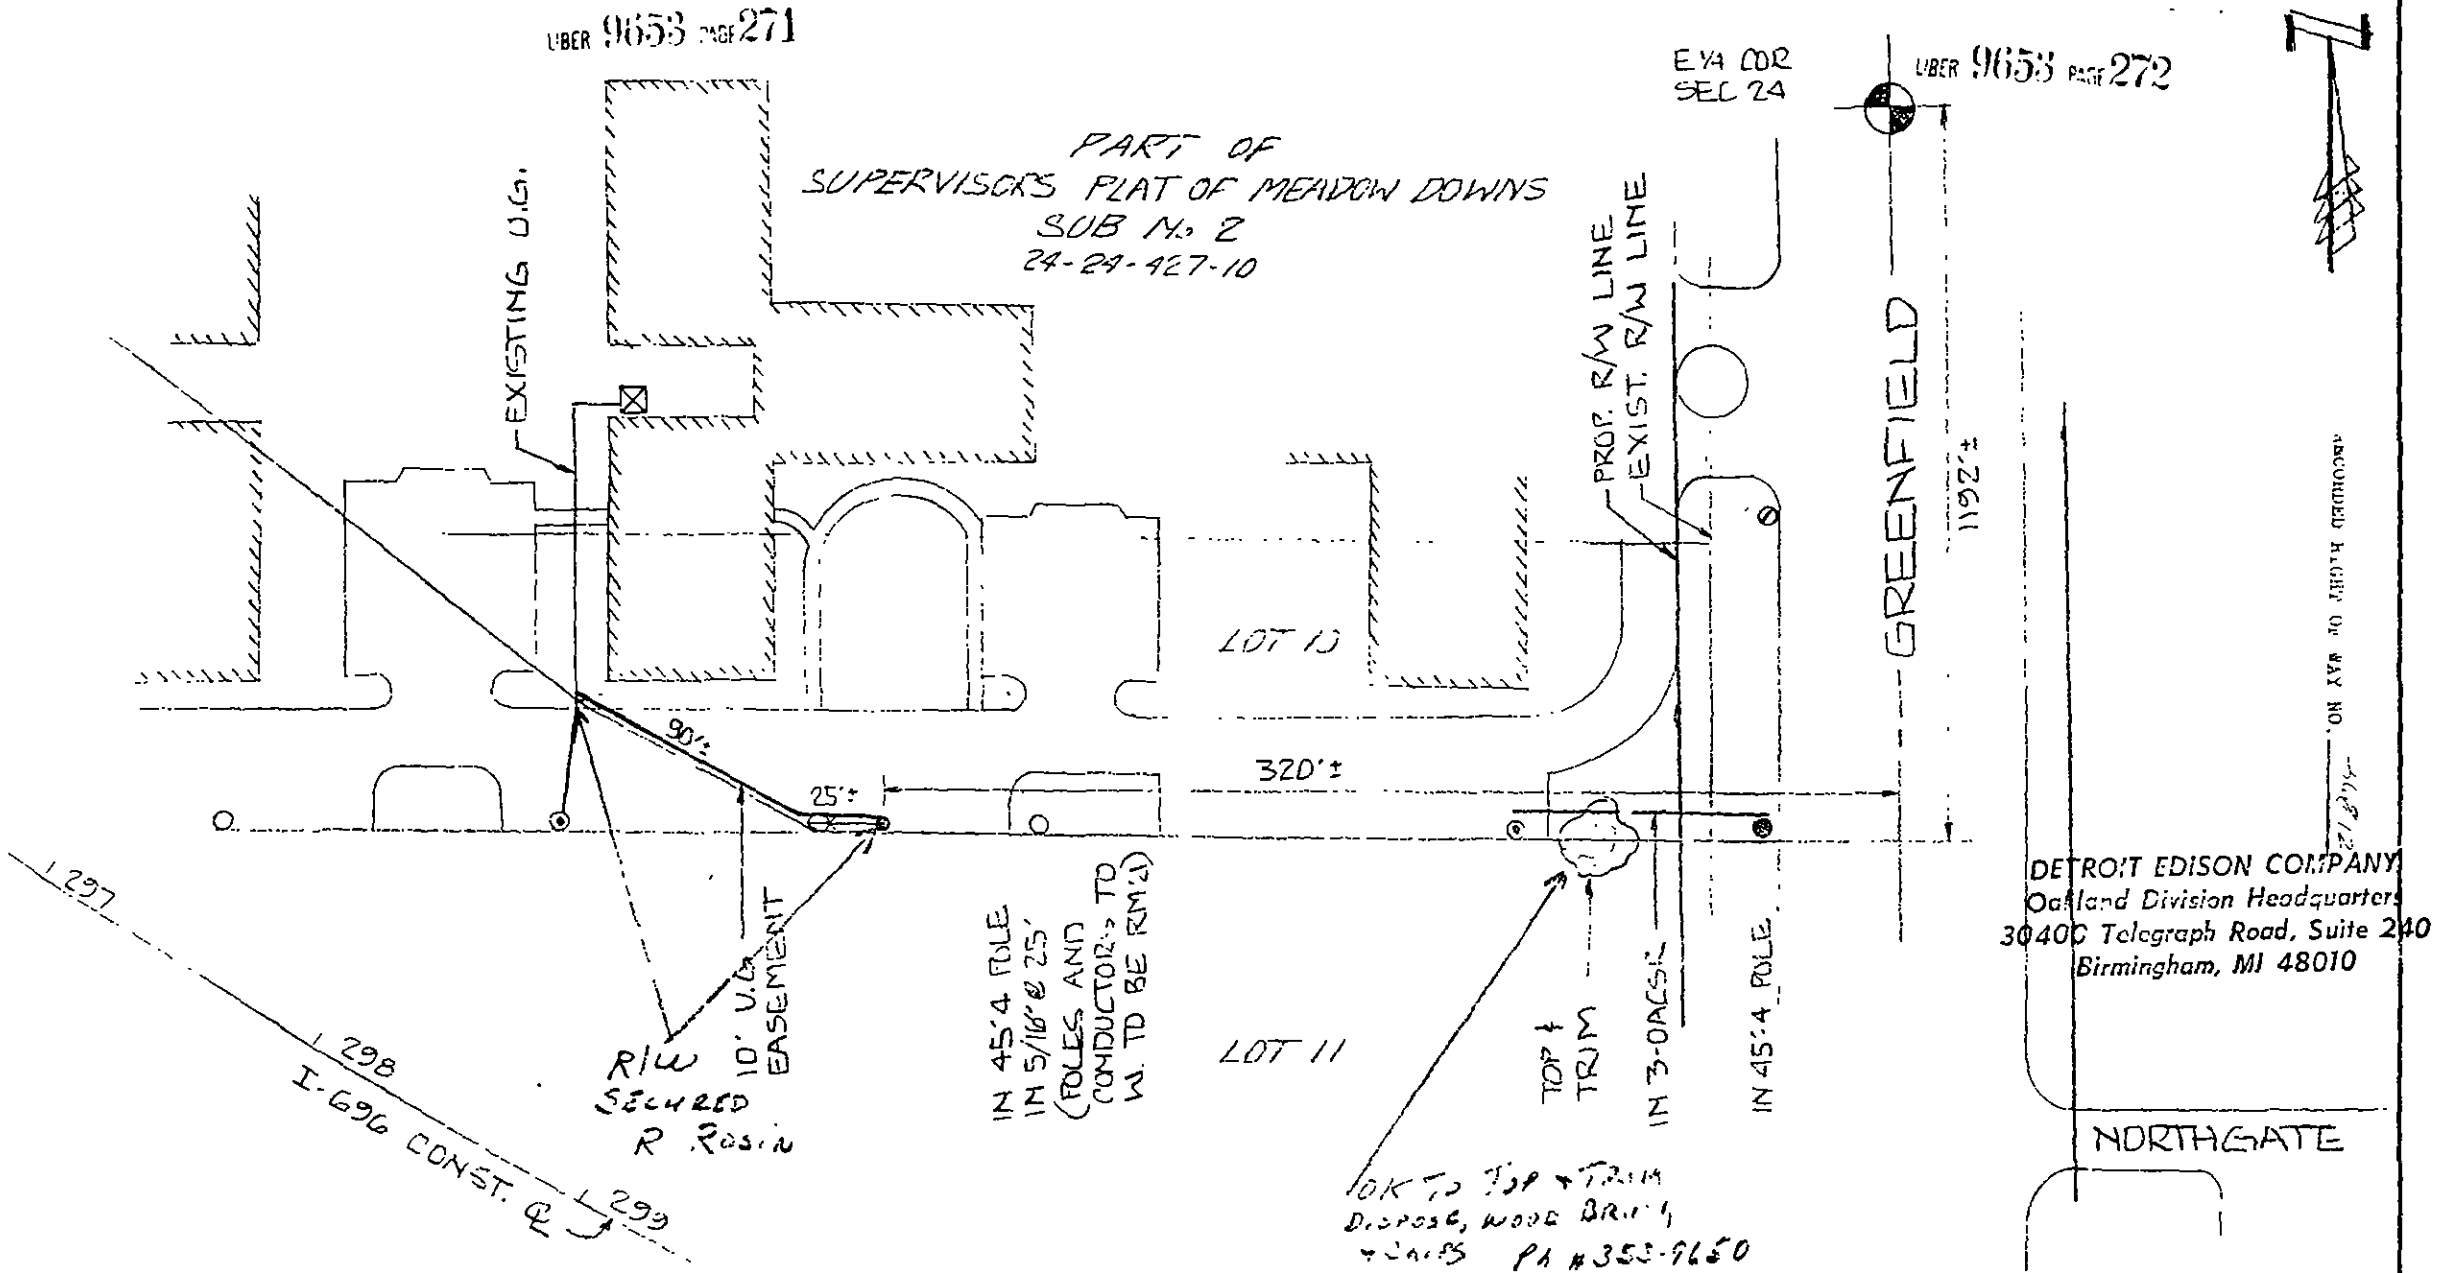 LIBER 9653 PAGE 271
LIBER 9653 PAGE 272
E 1/4 COR
SEC 24
PART OF
SUPERVISORS PLAT OF MEADOW DOWNS
SUB No 2
24-24-427-10
EXISTING U.G.
PROP. R/W LINE
EXIST. R/W LINE
GREENFIELD
1192'±
LOT 10
90'±
25'±
320'±
RECORDED RIGHT OF WAY NO.
DETROIT EDISON COMPANY
Oakland Division Headquarters
30400 Telegraph Road, Suite 240
Birmingham, MI 48010
297
298
299
I-696 CONST. ℄
R/W
SECURED
R Rosin
10' U.G.
EASEMENT
IN 45'4 POLE
IN 5/16" @ 25'
(POLES AND
CONDUCTORS TO
W. TO BE RM'D)
LOT 11
TOP &
TRIM
IN 3-0ACSR
IN 45'4 POLE
NORTHGATE
OK TO TOP + TRIM
DISPOSE, WOOD
PH # 353-9650